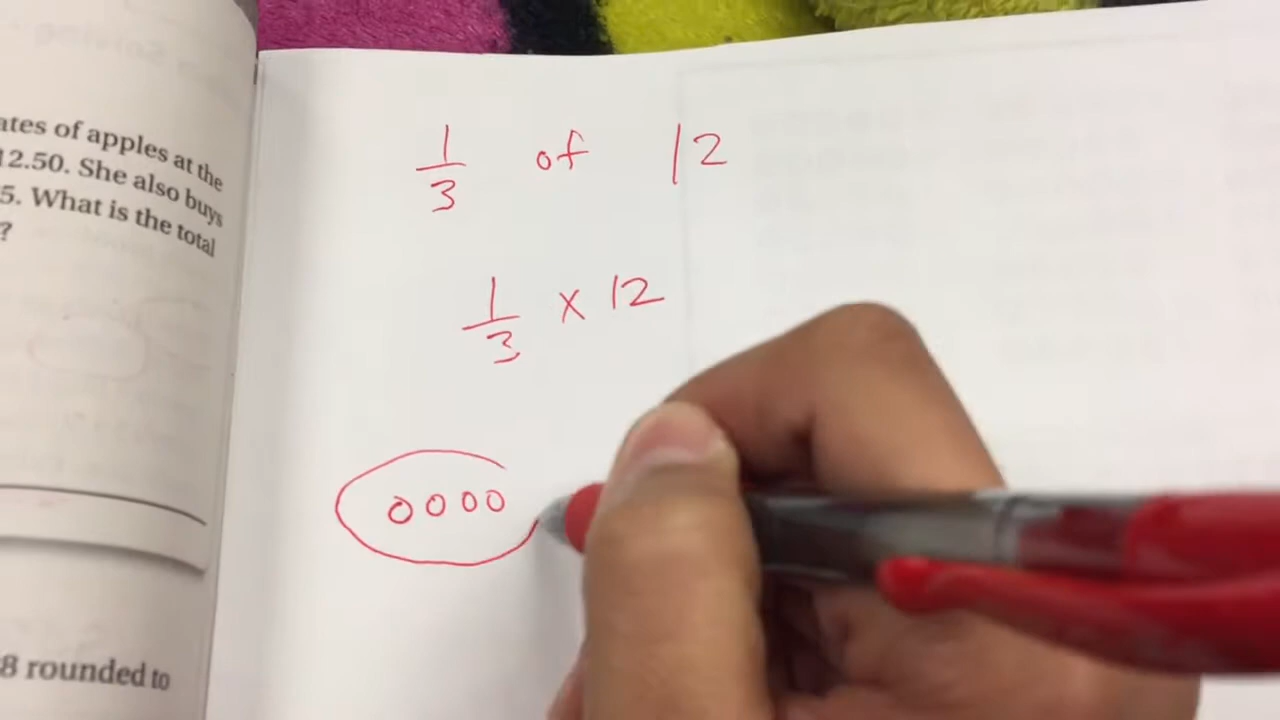 ates of apples at the
12.50. She also buys
5. What is the total
?
8 rounded to
1/3 of 12
1/3 x 12
0000